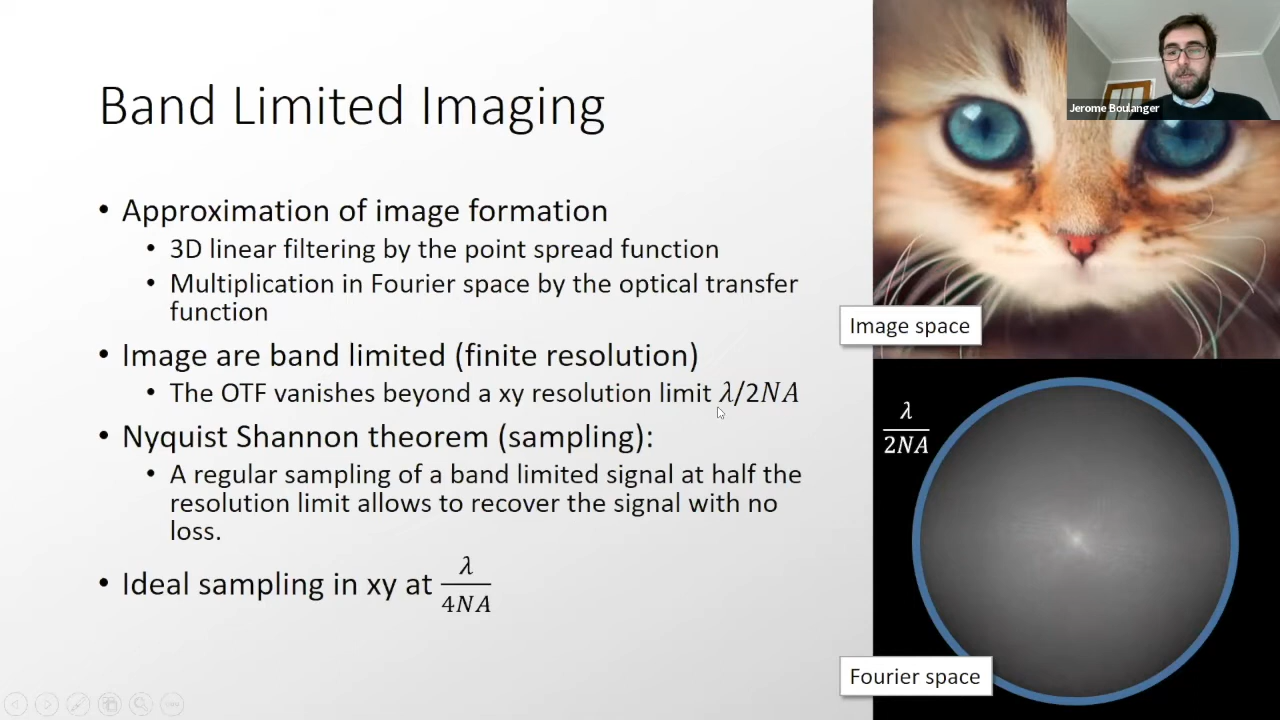 Band Limited Imaging
Jerome Boulanger
• Approximation of image formation
• 3D linear filtering by the point spread function
• Multiplication in Fourier space by the optical transfer
function
Image space
• Image are band limited (finite resolution)
• The OTF vanishes beyond a xy resolution limit λ/2NA
• Nyquist Shannon theorem (sampling):
• A regular sampling of a band limited signal at half the
resolution limit allows to recover the signal with no
loss.
• Ideal sampling in xy at λ/4NA
λ/2NA
Fourier space